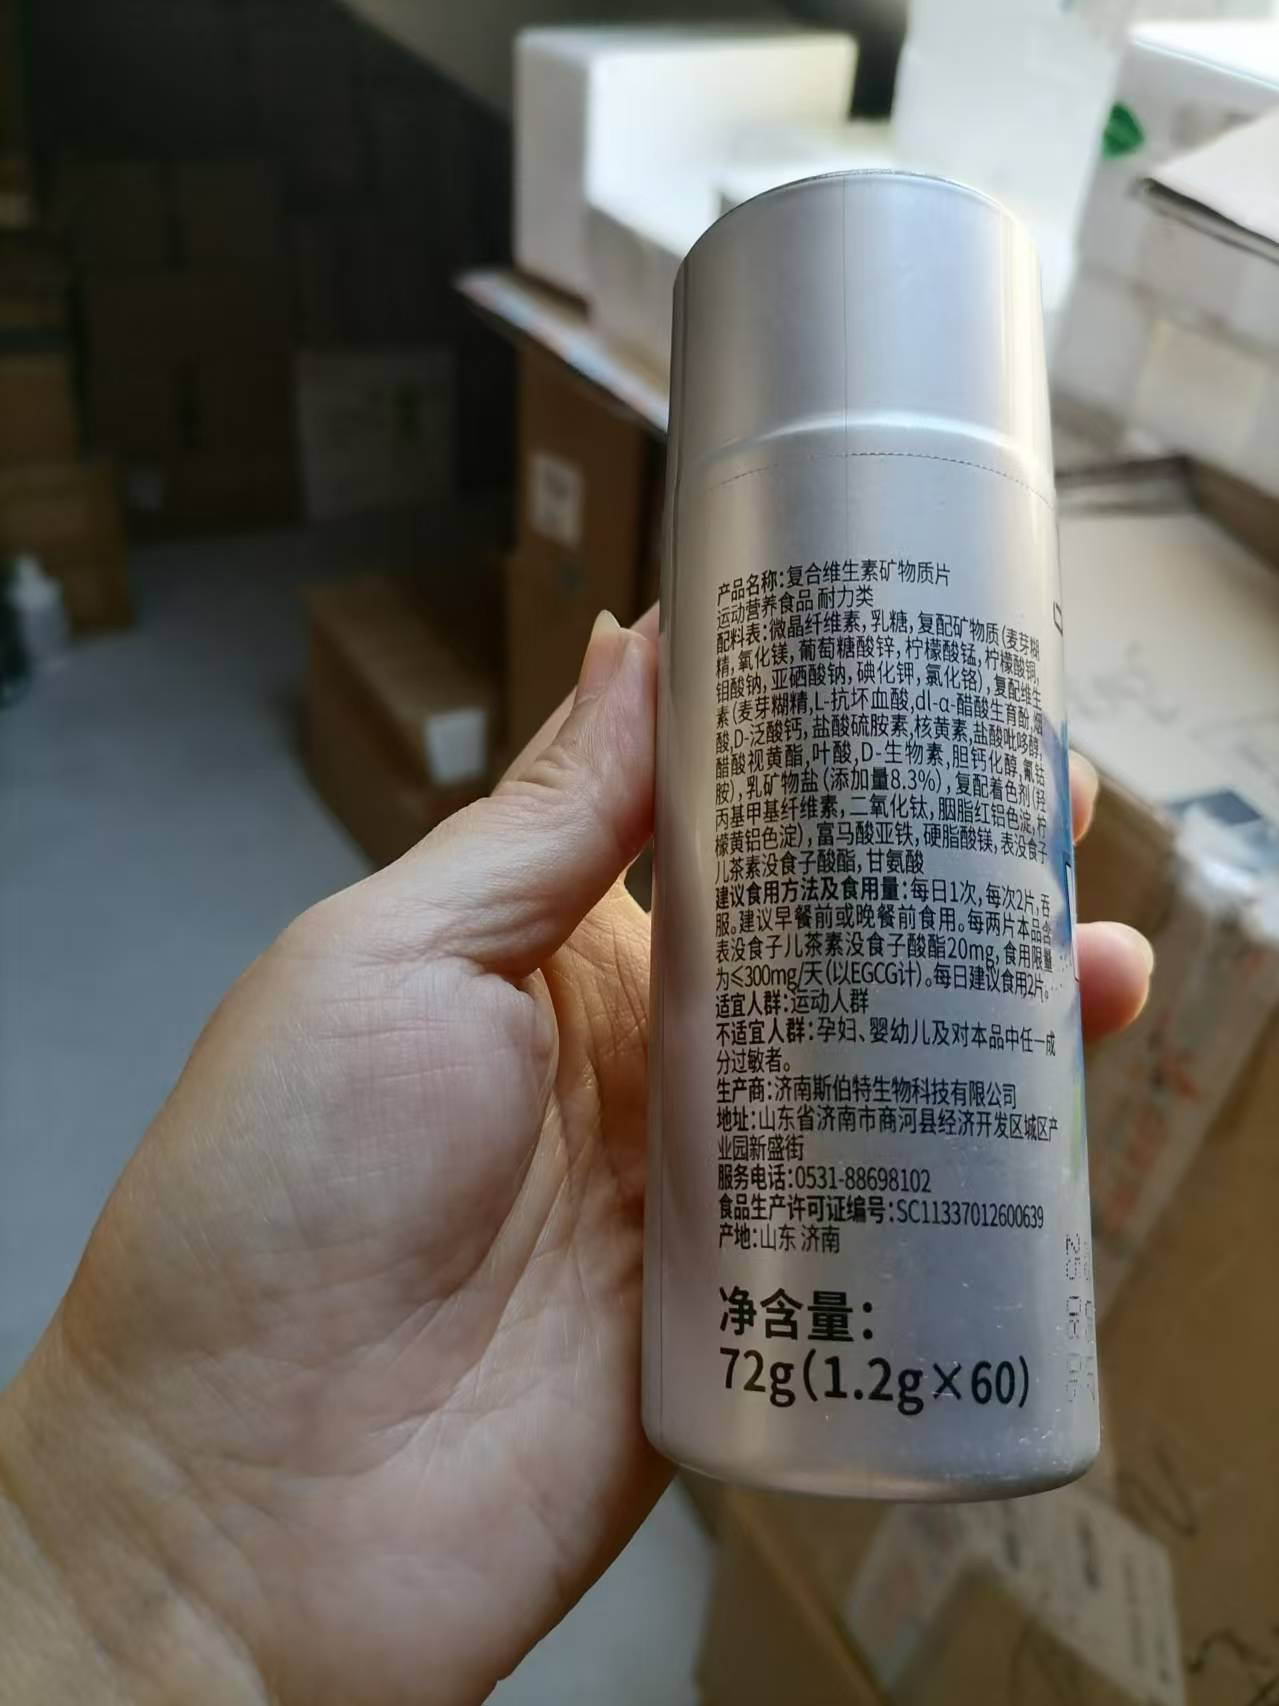 产品名称：复合维生素矿物质片
运动营养食品 耐力类
配料表：微晶纤维素，乳糖，复配矿物质（麦芽糊
精，氧化镁，葡萄糖酸锌，柠檬酸锰，柠檬酸铜，
钼酸钠，亚硒酸钠，碘化钾，氯化铬），复配维生
素（麦芽糊精，L-抗坏血酸，dl-α-醋酸生育酚，烟
酸，D-泛酸钙，盐酸硫胺素，核黄素，盐酸吡哆醇，
醋酸视黄酯，叶酸，D-生物素，胆钙化醇，氰钴
胺），乳矿物盐（添加量8.3%），复配着色剂（羟
丙基甲基纤维素，二氧化钛，胭脂红铝色淀，柠
檬黄铝色淀），富马酸亚铁，硬脂酸镁，表没食子
儿茶素没食子酸酯，甘氨酸
建议食用方法及食用量：每日1次，每次2片，吞
服。建议早餐前或晚餐前食用。每两片本品含
表没食子儿茶素没食子酸酯20mg，食用限量
为≤300mg/天（以EGCG计）。每日建议食用2片。
适宜人群：运动人群
不适宜人群：孕妇、婴幼儿及对本品中任一成
分过敏者。
生产商：济南斯伯特生物科技有限公司
地址：山东省济南市商河县经济开发区城区产
业园新盛街
服务电话：0531-88698102
食品生产许可证编号：SC11337012600639
产地：山东 济南
净含量：
72g（1.2g×60）